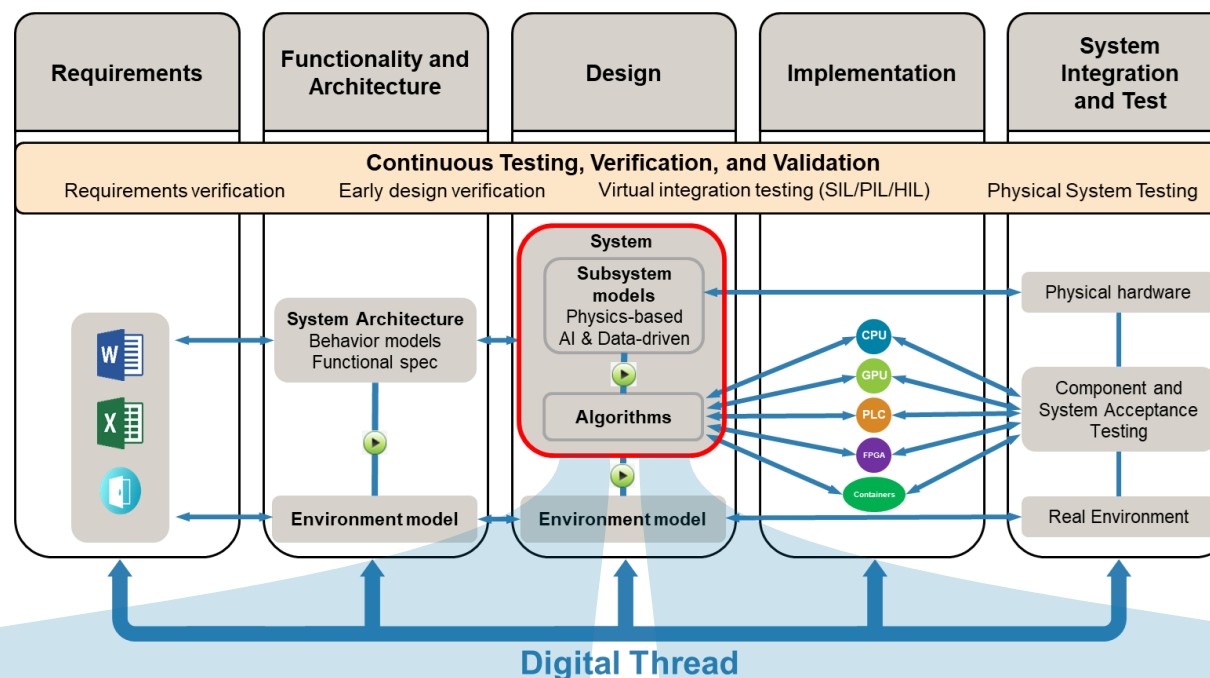 Requirements
Functionality and
Architecture
Design
Implementation
System
Integration
and Test
Continuous Testing, Verification, and Validation
Requirements verification
Early design verification
Virtual integration testing (SIL/PIL/HIL)
Physical System Testing
W
X
System Architecture
Behavior models
Functional spec
Environment model
System
Subsystem
models
Physics-based
AI & Data-driven
Algorithms
Environment model
CPU
GPU
PLC
FPGA
Containers
Physical hardware
Component and
System Acceptance
Testing
Real Environment
Digital Thread